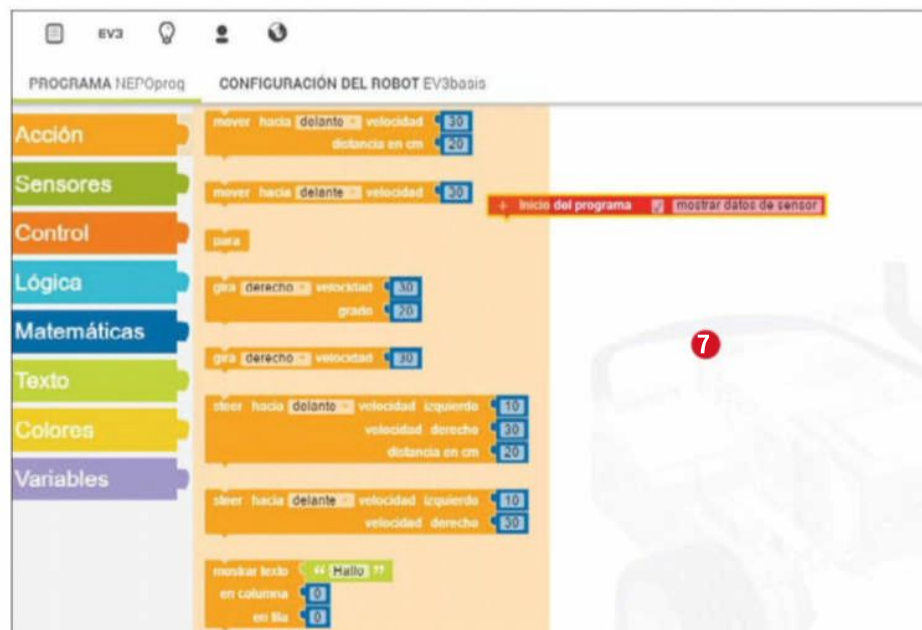 EV3
PROGRAMA NEPOprog CONFIGURACIÓN DEL ROBOT EV3basis
Acción
Sensores
Control
Lógica
Matemáticas
Texto
Colores
Variables
mover hacia delante velocidad 30
distancia en cm 20
mover hacia delante velocidad 30
para
gira derecho velocidad 30
grado 20
gira derecho velocidad 30
steer hacia delante velocidad izquierdo 10
velocidad derecho 30
distancia en cm 20
steer hacia delante velocidad izquierdo 10
velocidad derecho 30
mostrar texto “ Hallo ”
en columna 0
en fila 0
+ Inicio del programa mostrar datos de sensor
7